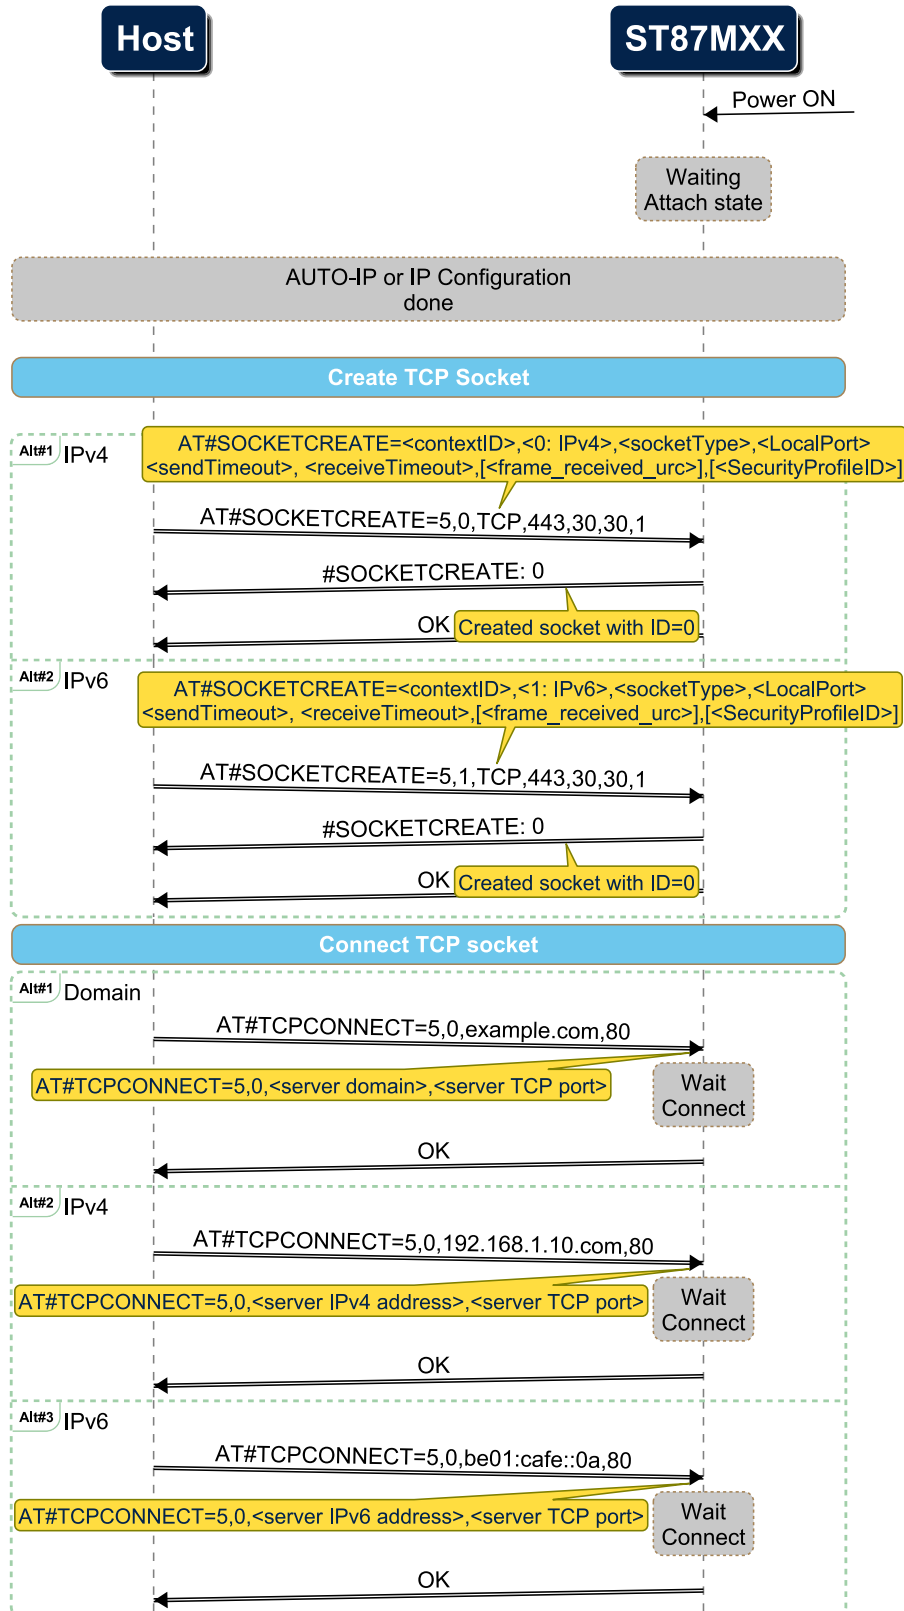 Host
ST87MXX
Power ON
Waiting
Attach state
AUTO-IP or IP Configuration
done
Create TCP Socket
Alt#1
IPv4
AT#SOCKETCREATE=<contextID>,<0: IPv4>,<socketType>,<LocalPort>
<sendTimeout>, <receiveTimeout>,[<frame_received_urc>],[<SecurityProfileID>]
AT#SOCKETCREATE=5,0,TCP,443,30,30,1
#SOCKETCREATE: 0
OK
Created socket with ID=0
Alt#2
IPv6
AT#SOCKETCREATE=<contextID>,<1: IPv6>,<socketType>,<LocalPort>
<sendTimeout>, <receiveTimeout>,[<frame_received_urc>],[<SecurityProfileID>]
AT#SOCKETCREATE=5,1,TCP,443,30,30,1
#SOCKETCREATE: 0
OK
Created socket with ID=0
Connect TCP socket
Alt#1
Domain
AT#TCPCONNECT=5,0,example.com,80
AT#TCPCONNECT=5,0,<server domain>,<server TCP port>
Wait
Connect
OK
Alt#2
IPv4
AT#TCPCONNECT=5,0,192.168.1.10.com,80
AT#TCPCONNECT=5,0,<server IPv4 address>,<server TCP port>
Wait
Connect
OK
Alt#3
IPv6
AT#TCPCONNECT=5,0,be01:cafe::0a,80
AT#TCPCONNECT=5,0,<server IPv6 address>,<server TCP port>
Wait
Connect
OK